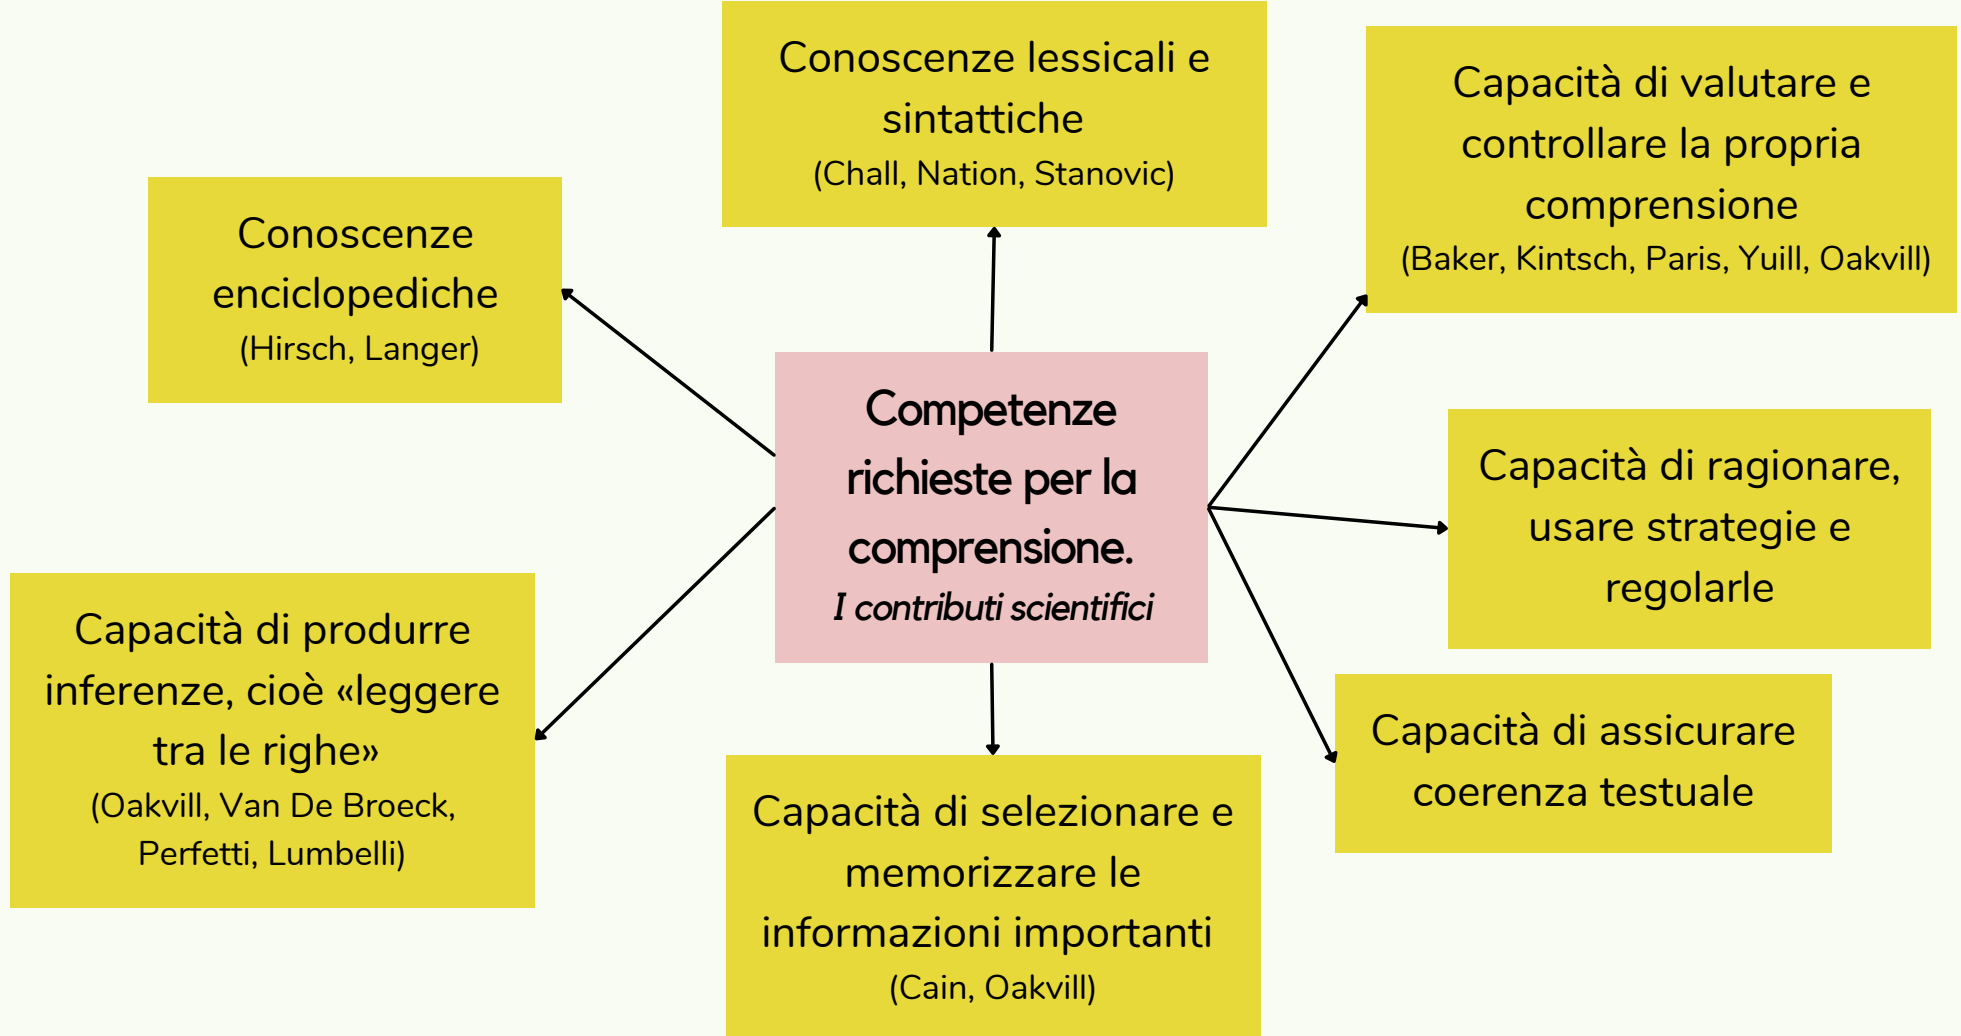 Conoscenze lessicali e
sintattiche
(Chall, Nation, Stanovic)
Capacità di valutare e
controllare la propria
comprensione
(Baker, Kintsch, Paris, Yuill, Oakvill)
Conoscenze
enciclopediche
(Hirsch, Langer)
Competenze
richieste per la
comprensione.
I contributi scientifici
Capacità di ragionare,
usare strategie e
regolarle
Capacità di produrre
inferenze, cioè «leggere
tra le righe»
(Oakvill, Van De Broeck,
Perfetti, Lumbelli)
Capacità di assicurare
coerenza testuale
Capacità di selezionare e
memorizzare le
informazioni importanti
(Cain, Oakvill)